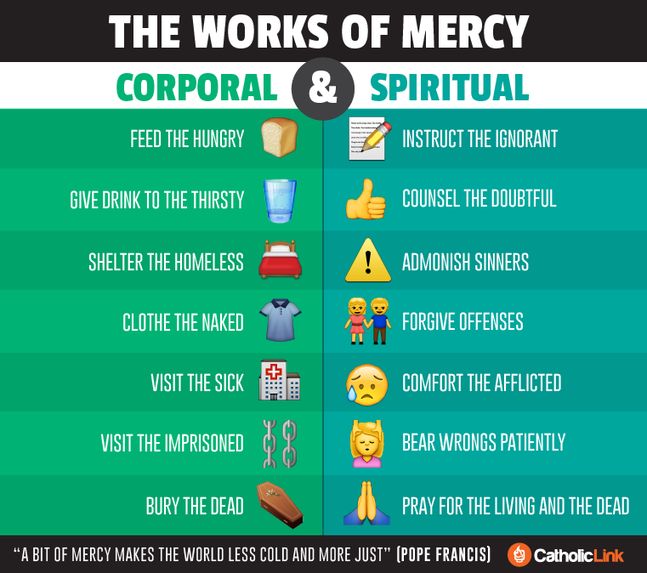 THE WORKS OF MERCY
CORPORAL & SPIRITUAL
FEED THE HUNGRY
INSTRUCT THE IGNORANT
GIVE DRINK TO THE THIRSTY
COUNSEL THE DOUBTFUL
SHELTER THE HOMELESS
ADMONISH SINNERS
CLOTHE THE NAKED
FORGIVE OFFENSES
VISIT THE SICK
COMFORT THE AFFLICTED
VISIT THE IMPRISONED
BEAR WRONGS PATIENTLY
BURY THE DEAD
PRAY FOR THE LIVING AND THE DEAD
“A BIT OF MERCY MAKES THE WORLD LESS COLD AND MORE JUST” (POPE FRANCIS)
CatholicLink